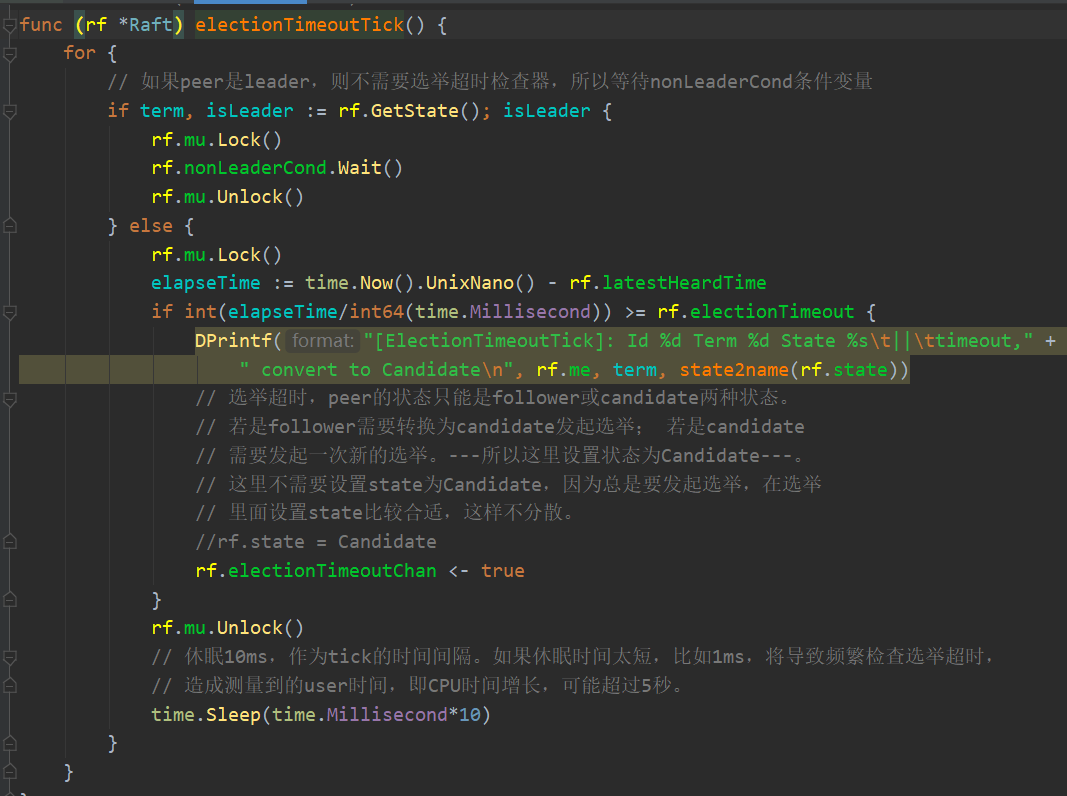 func (rf *Raft) electionTimeoutTick() {
    for {
        // 如果peer是leader，则不需要选举超时检查器，所以等待nonLeaderCond条件变量
        if term, isLeader := rf.GetState(); isLeader {
            rf.mu.Lock()
            rf.nonLeaderCond.Wait()
            rf.mu.Unlock()
        } else {
            rf.mu.Lock()
            elapseTime := time.Now().UnixNano() - rf.latestHeardTime
            if int(elapseTime/int64(time.Millisecond)) >= rf.electionTimeout {
                DPrintf( format: "[ElectionTimeoutTick]: Id %d Term %d State %s\t||\ttimeout," +
                    " convert to Candidate\n", rf.me, term, state2name(rf.state))
                // 选举超时，peer的状态只能是follower或candidate两种状态。
                // 若是follower需要转换为candidate发起选举； 若是candidate
                // 需要发起一次新的选举。---所以这里设置状态为Candidate---。
                // 这里不需要设置state为Candidate，因为总是要发起选举，在选举
                // 里面设置state比较合适，这样不分散。
                //rf.state = Candidate
                rf.electionTimeoutChan <- true
            }
            rf.mu.Unlock()
            // 休眠10ms，作为tick的时间间隔。如果休眠时间太短，比如1ms，将导致频繁检查选举超时，
            // 造成测量到的user时间，即CPU时间增长，可能超过5秒。
            time.Sleep(time.Millisecond*10)
        }
    }